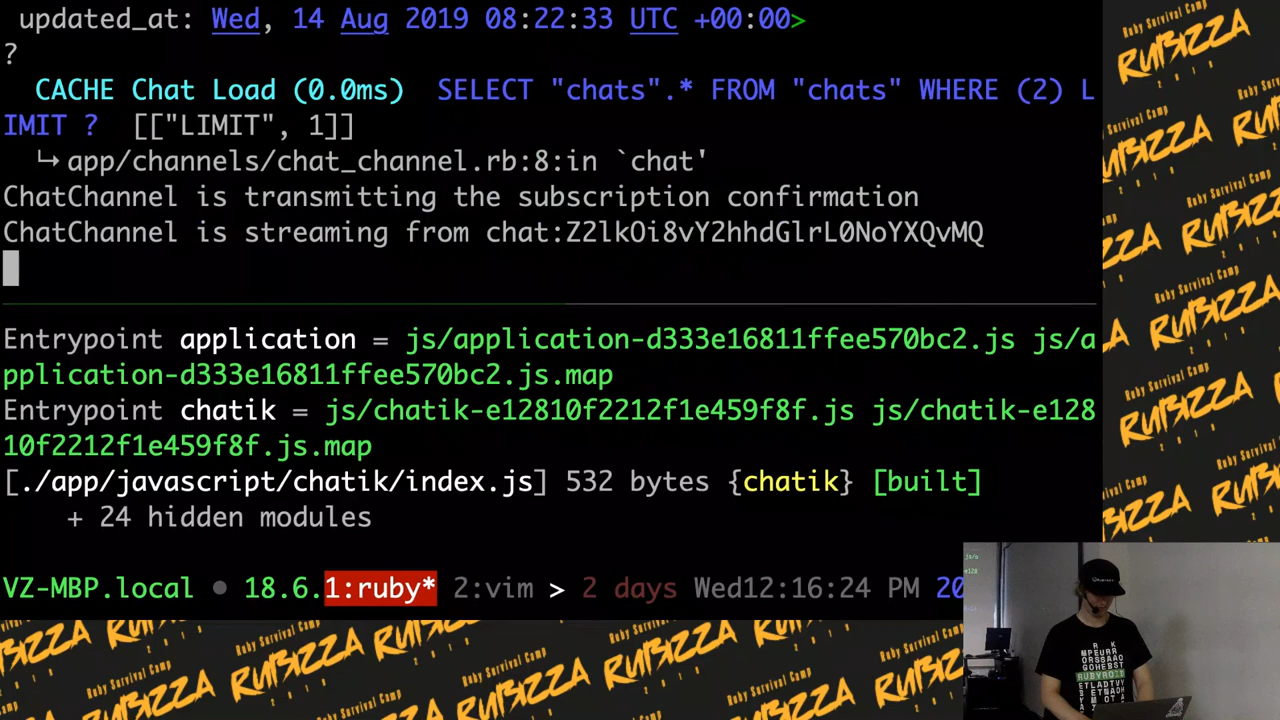 updated_at: Wed, 14 Aug 2019 08:22:33 UTC +00:00>
?
CACHE Chat Load (0.0ms)  SELECT "chats".* FROM "chats" WHERE (2) L
IMIT ?  [["LIMIT", 1]]
↳ app/channels/chat_channel.rb:8:in `chat'
ChatChannel is transmitting the subscription confirmation
ChatChannel is streaming from chat:Z2lkOi8vY2hhdGlrL0NoYXQvMQ
Entrypoint application = js/application-d333e16811ffee570bc2.js js/a
pplication-d333e16811ffee570bc2.js.map
Entrypoint chatik = js/chatik-e12810f2212f1e459f8f.js js/chatik-e128
10f2212f1e459f8f.js.map
[./app/javascript/chatik/index.js] 532 bytes {chatik} [built]
+ 24 hidden modules
VZ-MBP.local ● 18.6.1:ruby* 2:vim > 2 days Wed12:16:24 PM 20
Ruby Survival Camp
RUBIZZA
2019